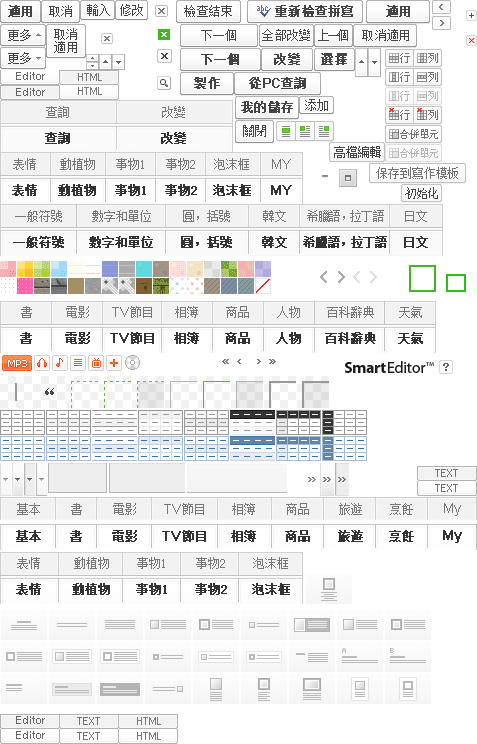 適用 取消 輸入 修改 檢查結束 重新檢查拼寫 適用
更多 取消適用 下一個 全部改變 上一個 取消適用
更多 下一個 改變 選擇 行 列
Editor HTML 製作 從PC查詢 行 列
Editor HTML 我的儲存 添加 行 列
查詢 改變 行 列
查詢 改變 關閉 合併單元
高檔編輯
表情 動植物 事物1 事物2 泡沫框 MY 保存到寫作模板
表情 動植物 事物1 事物2 泡沫框 MY 初始化
一般符號 數字和單位 圓，括號 韓文 希臘語，拉丁語 日文
一般符號 數字和單位 圓，括號 韓文 希臘語，拉丁語 日文
書 電影 TV節目 相簿 商品 人物 百科辭典 天氣
書 電影 TV節目 相簿 商品 人物 百科辭典 天氣
MP3 SmartEditor™ ?
TEXT
TEXT
基本 書 電影 TV節目 相簿 商品 旅遊 烹飪 My
基本 書 電影 TV節目 相簿 商品 旅遊 烹飪 My
表情 動植物 事物1 事物2 泡沫框
表情 動植物 事物1 事物2 泡沫框
A B
Editor TEXT HTML
Editor TEXT HTML